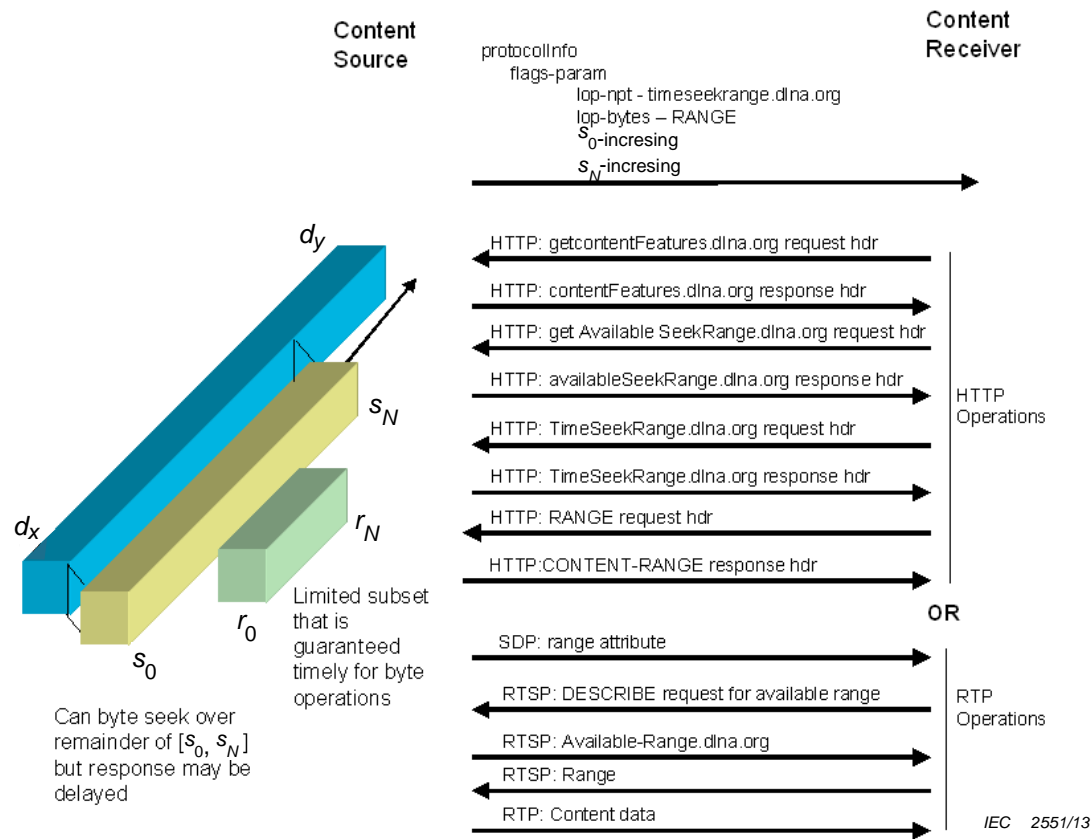 Content
Source
Content
Receiver
protocolInfo
flags-param
lop-npt - timeseekrange.dlna.org
lop-bytes – RANGE
s0-incresing
sN-incresing
dy
HTTP: getcontentFeatures.dlna.org request hdr
HTTP: contentFeatures.dlna.org response hdr
HTTP: get Available SeekRange.dlna.org request hdr
HTTP: availableSeekRange.dlna.org response hdr
HTTP: TimeSeekRange.dlna.org request hdr
HTTP: TimeSeekRange.dlna.org response hdr
HTTP: RANGE request hdr
HTTP:CONTENT-RANGE response hdr
HTTP
Operations
sN
dx
rN
r0
s0
Limited subset
that is
guaranteed
timely for byte
operations
Can byte seek over
remainder of [s0, sN]
but response may be
delayed
OR
SDP: range attribute
RTSP: DESCRIBE request for available range
RTSP: Available-Range.dlna.org
RTSP: Range
RTP: Content data
RTP
Operations
IEC 2551/13